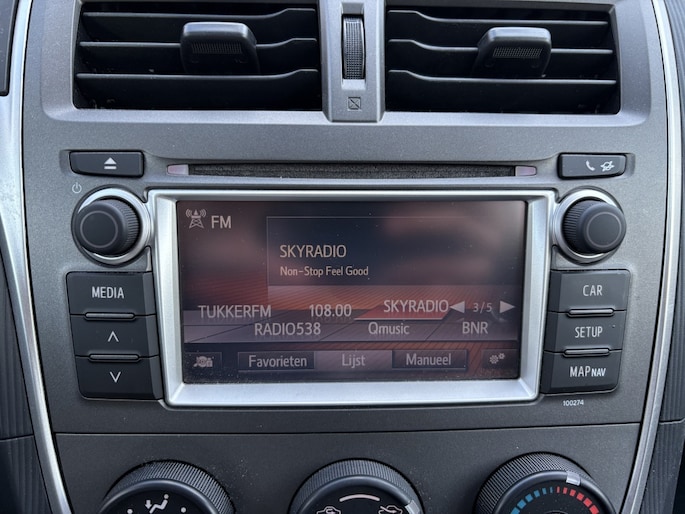 FM
SKYRADIO
Non-Stop Feel Good
MEDIA
CAR
TUKKERFM 108.00 SKYRADIO 3/5
SETUP
RADIO538 Qmusic BNR
Favorieten Lijst Manueel
MAP NAV
100274